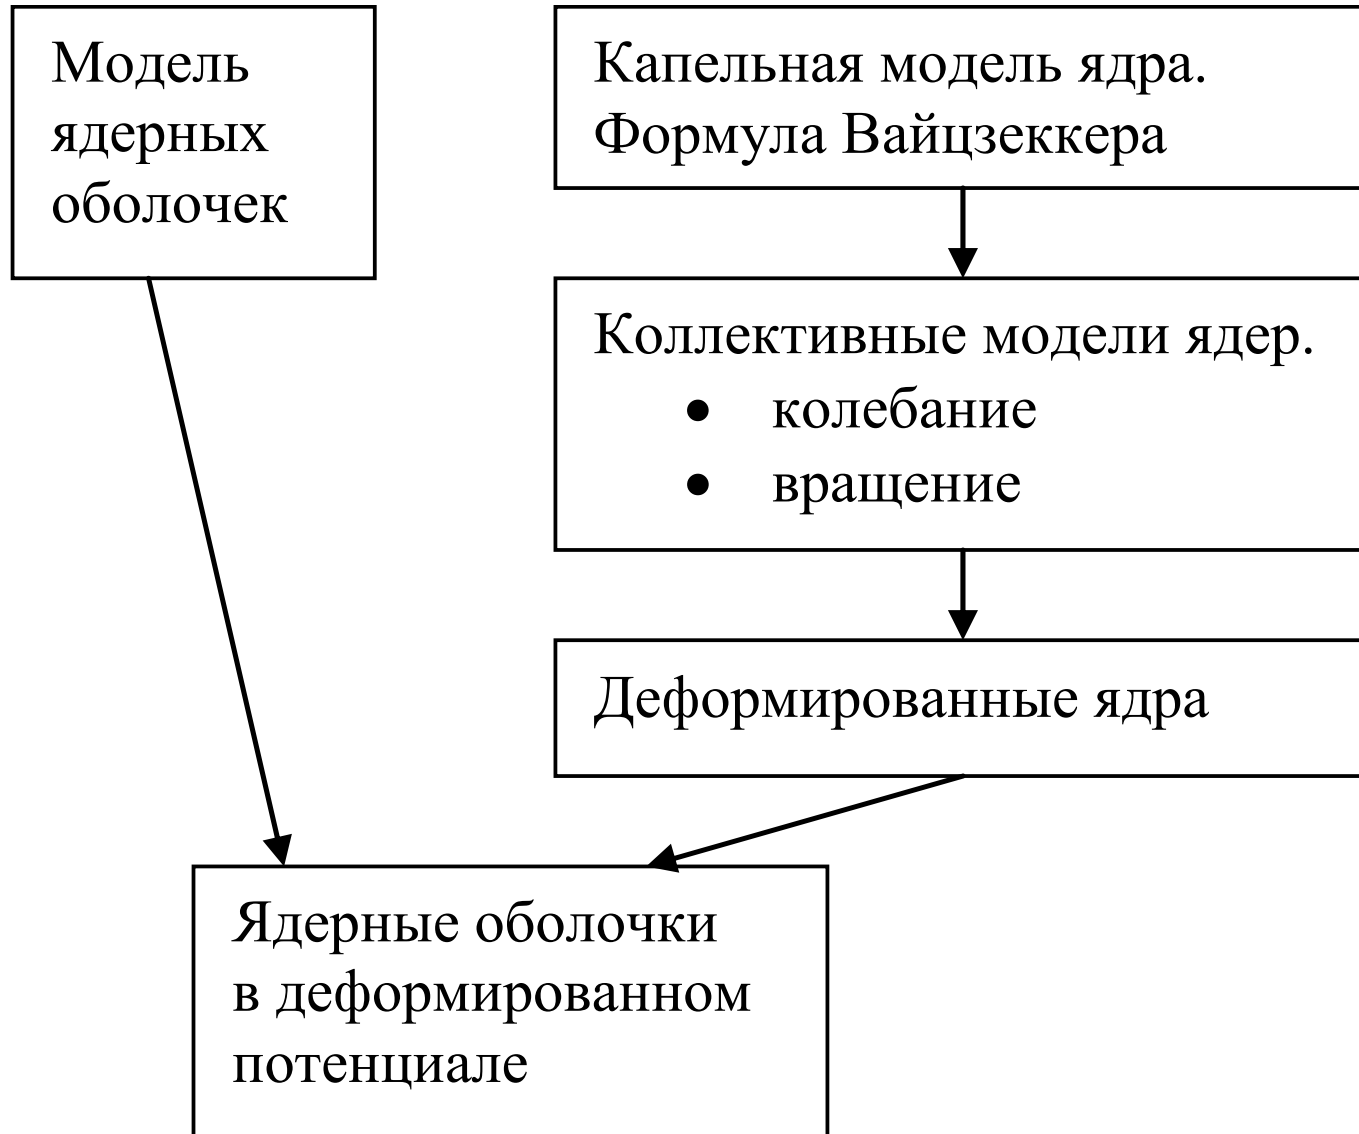 Модель
ядерных
оболочек
Капельная модель ядра.
Формула Вайцзеккера
Коллективные модели ядер.
• колебание
• вращение
Деформированные ядра
Ядерные оболочки
в деформированном
потенциале